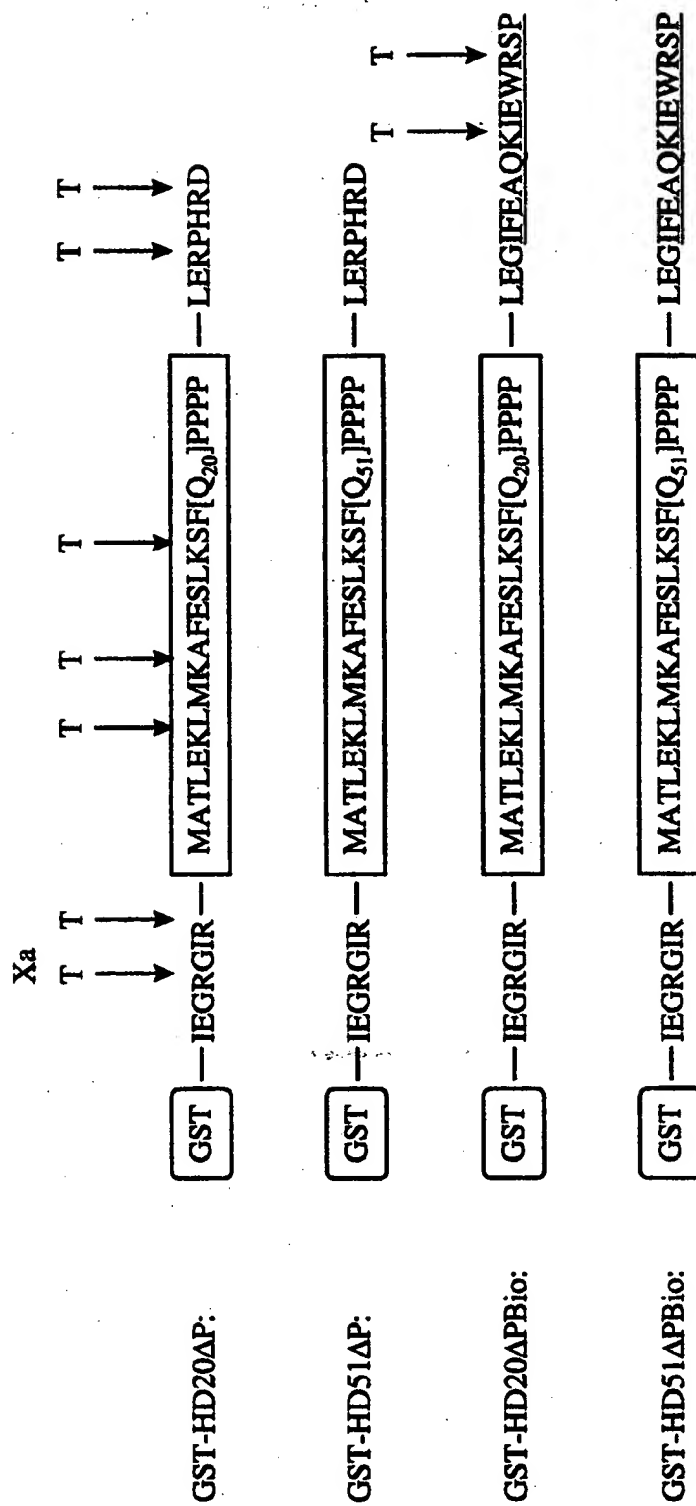 Xa
T T T T T T T
GST-HD20ΔP: GST —IEGRGIR— MATLEKLMKAFESLKSF[Q₂₀]PPPP —LERPHRD
GST-HD51ΔP: GST —IEGRGIR— MATLEKLMKAFESLKSF[Q₅₁]PPPP —LERPHRD
T T
GST-HD20ΔPBio: GST —IEGRGIR— MATLEKLMKAFESLKSF[Q₂₀]PPPP —LEGIFEAQKIEWRSP
GST-HD51ΔPBio: GST —IEGRGIR— MATLEKLMKAFESLKSF[Q₅₁]PPPP —LEGIFEAQKIEWRSP